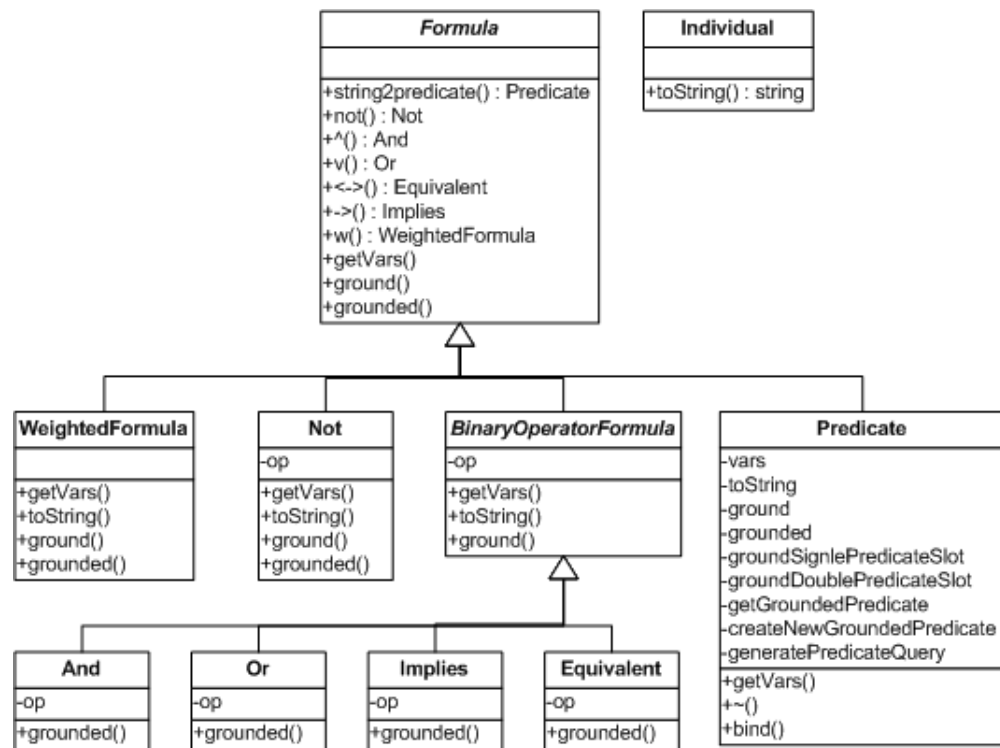 Formula
+string2predicate() : Predicate
+not() : Not
+^() : And
+v() : Or
+<->() : Equivalent
+->() : Implies
+w() : WeightedFormula
+getVars()
+ground()
+grounded()
Individual
+toString() : string
WeightedFormula
+getVars()
+toString()
+ground()
+grounded()
Not
-op
+getVars()
+toString()
+ground()
+grounded()
BinaryOperatorFormula
-op
+getVars()
+toString()
+ground()
Predicate
-vars
-toString
-ground
-grounded
-groundSignlePredicateSlot
-groundDoublePredicateSlot
-getGroundedPredicate
-createNewGroundedPredicate
-generatePredicateQuery
+getVars()
+~()
+bind()
And
-op
+grounded()
Or
-op
+grounded()
Implies
-op
+grounded()
Equivalent
-op
+grounded()